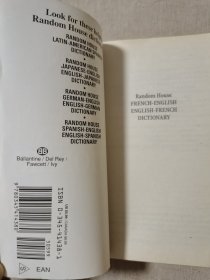 Look for these
Random House dict
RANDOM HOUSE
LATIN-AMERICAN
DICTIONARY
RANDOM HOUSE
JAPANESE-ENGLISH
ENGLISH-JAPANESE
DICTIONARY
RANDOM HOUSE
GERMAN-ENGLISH
ENGLISH-GERMAN
DICTIONARY
RANDOM HOUSE
SPANISH-ENGLISH
ENGLISH-SPANISH
DICTIONARY
Ballantine / Del Rey /
Fawcett / Ivy
EAN
Random House
FRENCH-ENGLISH
ENGLISH-FRENCH
DICTIONARY